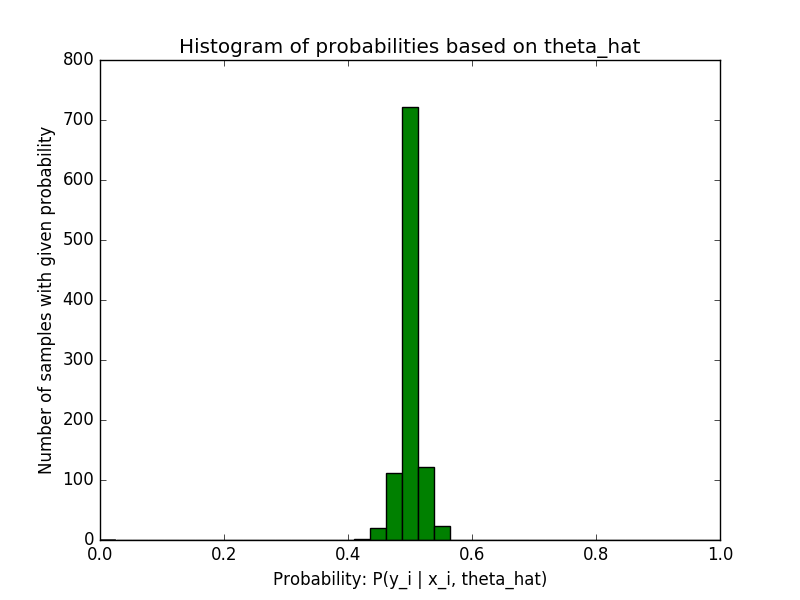 Histogram of probabilities based on theta_hat
800
700
600
500
400
300
200
100
0
Number of samples with given probability
0.0 0.2 0.4 0.6 0.8 1.0
Probability: P(y_i | x_i, theta_hat)